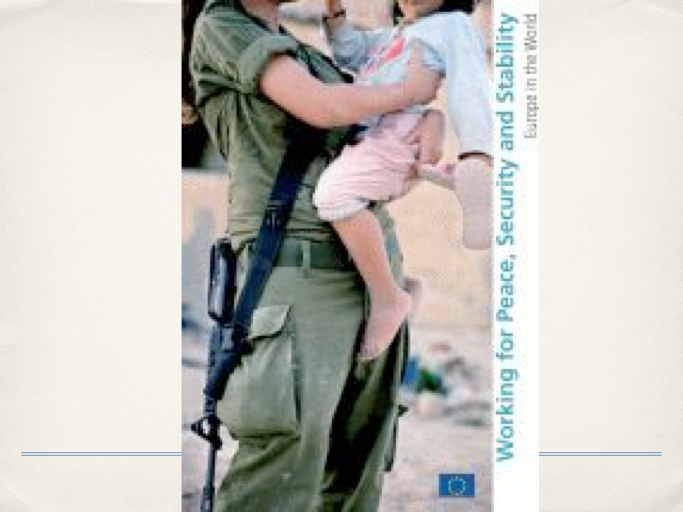 Working for Peace, Security and Stability
Europe in the World